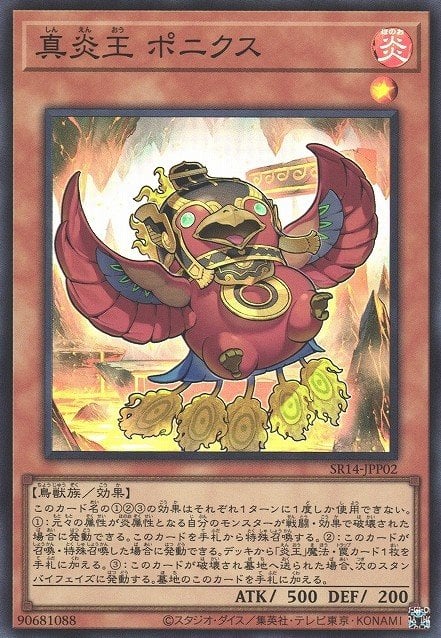 真炎王 ポニクス
炎
SR14-JPP02
【鳥獣族／効果】
このカード名の①②③の効果はそれぞれ1ターンに1度しか使用できない。
①：元々の属性が炎属性となる自分のモンスターが戦闘・効果で破壊された
場合に発動できる。このカードを手札から特殊召喚する。②：このカードが
召喚・特殊召喚した場合に発動できる。デッキから「炎王」魔法・罠カード1枚を
手札に加える。③：このカードが破壊され墓地へ送られた場合、次のスタン
バイフェイズに発動する。墓地のこのカードを手札に加える。
ATK/ 500 DEF/ 200
90681088
©スタジオ・ダイス／集英社・テレビ東京・KONAMI